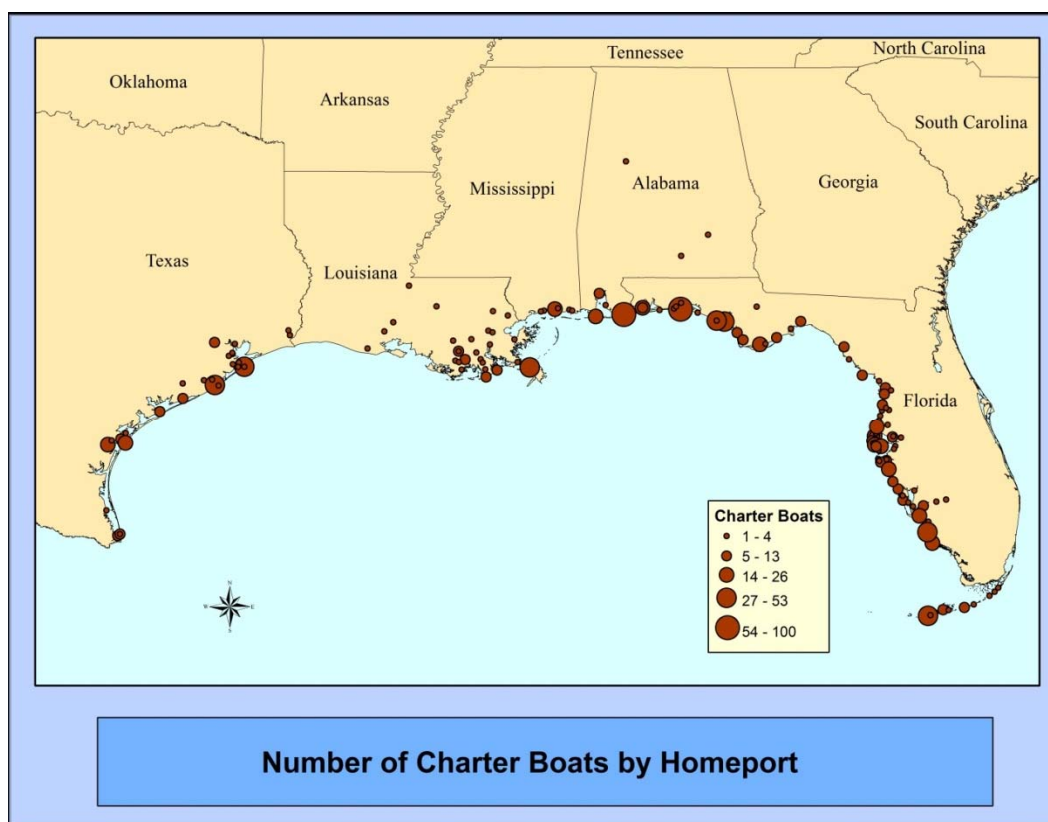 Tennessee
North Carolina
Oklahoma
Arkansas
South Carolina
Mississippi
Alabama
Georgia
Texas
Louisiana
Florida
Charter Boats
1 - 4
5 - 13
14 - 26
27 - 53
54 - 100
N
W E
S
Number of Charter Boats by Homeport